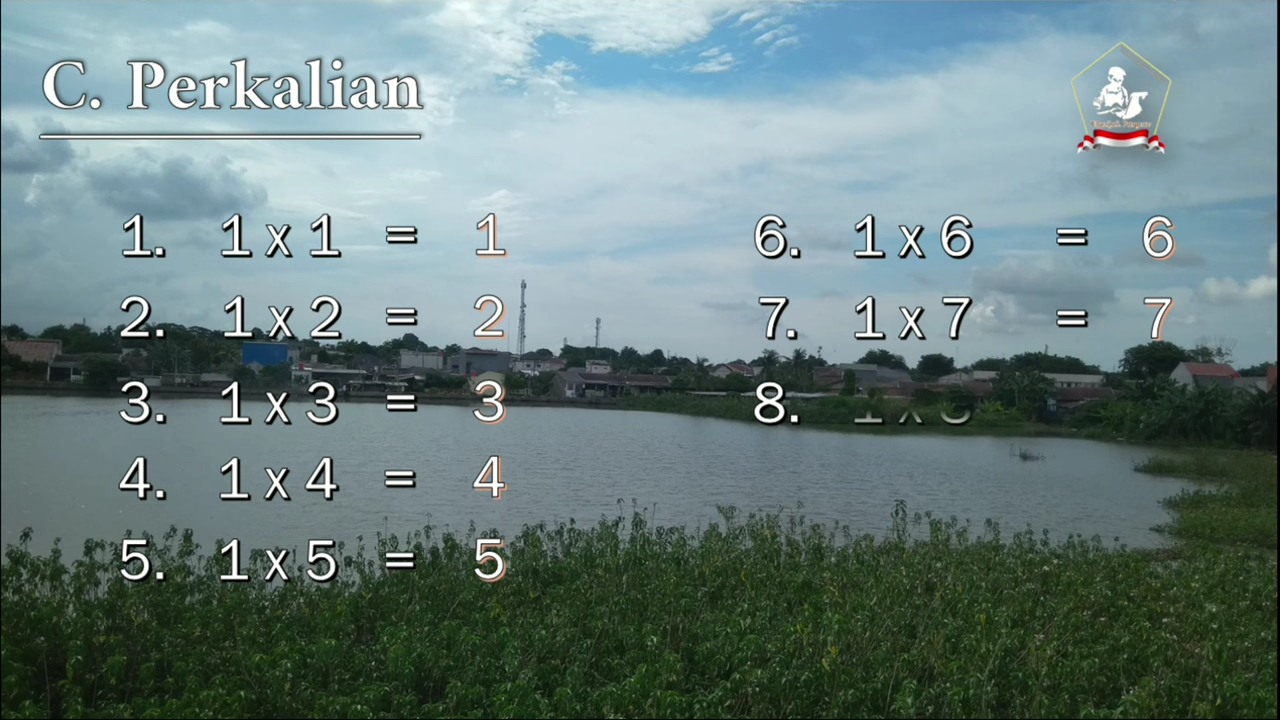 C. Perkalian
1. 1 x 1 = 1
2. 1 x 2 = 2
3. 1 x 3 = 3
4. 1 x 4 = 4
5. 1 x 5 = 5
6. 1 x 6 = 6
7. 1 x 7 = 7
8.